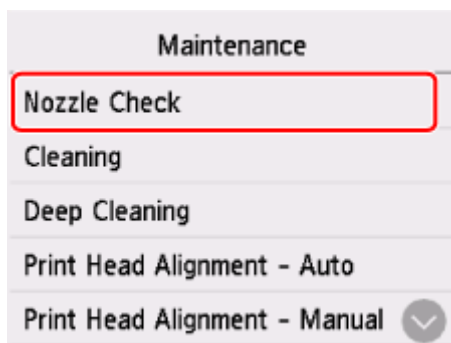 Maintenance
Nozzle Check
Cleaning
Deep Cleaning
Print Head Alignment - Auto
Print Head Alignment - Manual